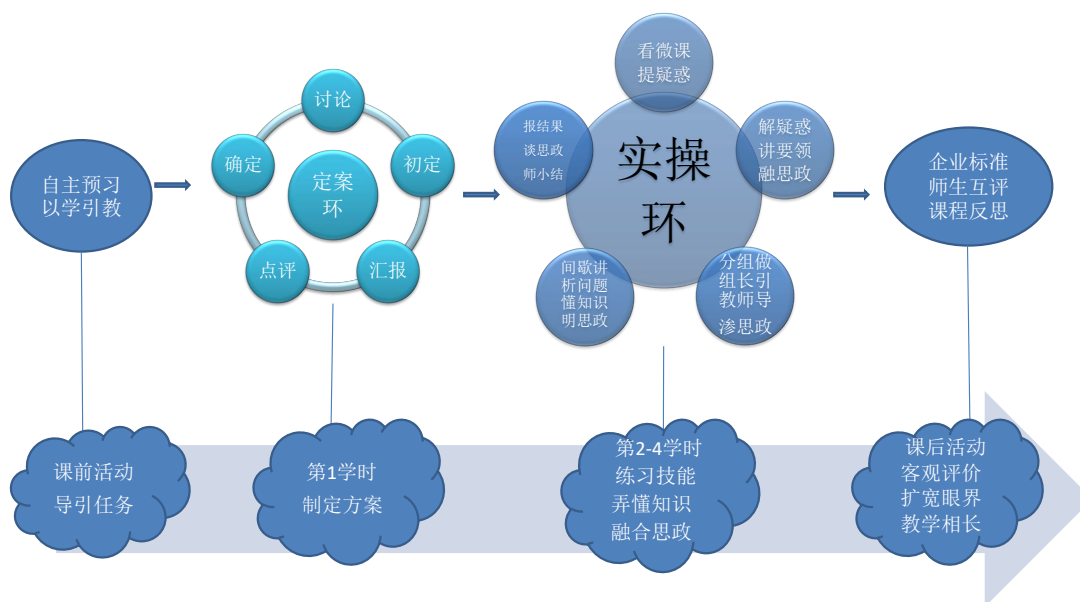 自主预习
以学引教
定案
环
讨论
初定
汇报
点评
确定
实操
环
看微课
提疑惑
解疑惑
讲要领
融思政
分组做
组长引
教师导
渗思政
间歇讲
析问题
懂知识
明思政
报结果
谈思政
师小结
企业标准
师生互评
课程反思
课前活动
导引任务
第1学时
制定方案
第2-4学时
练习技能
弄懂知识
融合思政
课后活动
客观评价
扩宽眼界
教学相长